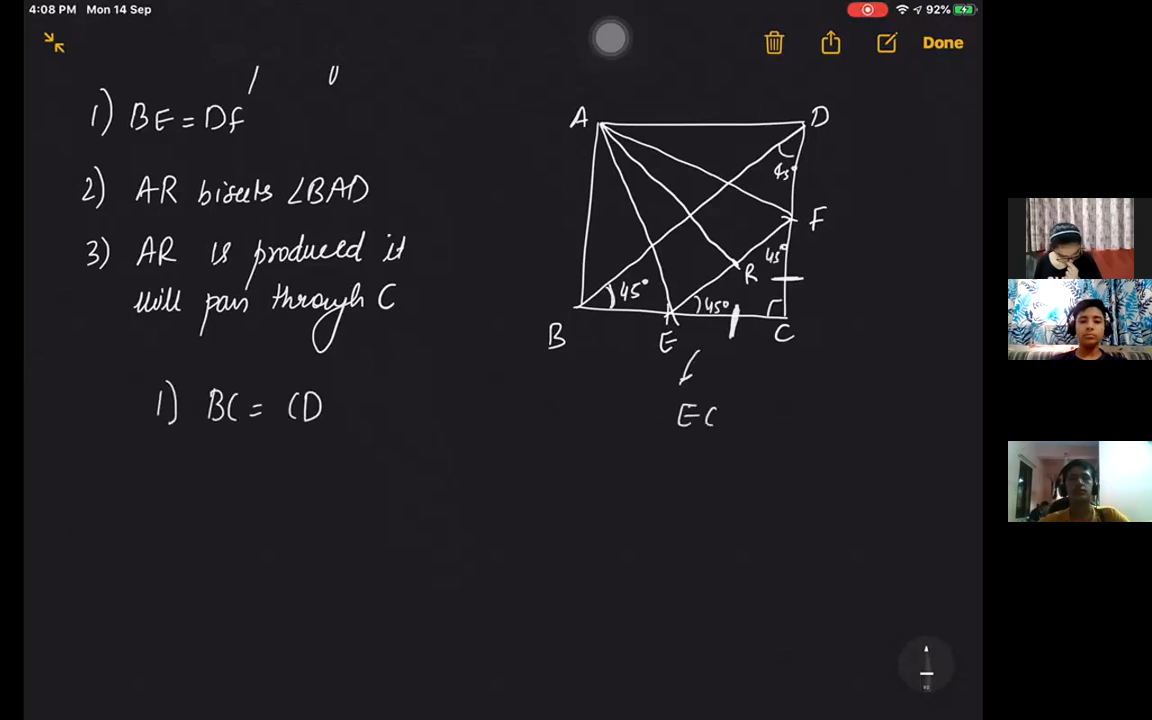 4:08 PM Mon 14 Sep
92%
Done
1) BE = DF
2) AR bisects ∠BAD
3) AR is produced it
will pass through C
1) BC = CD
A
D
45°
F
45°
R
45°
45°
B
E
C
EC